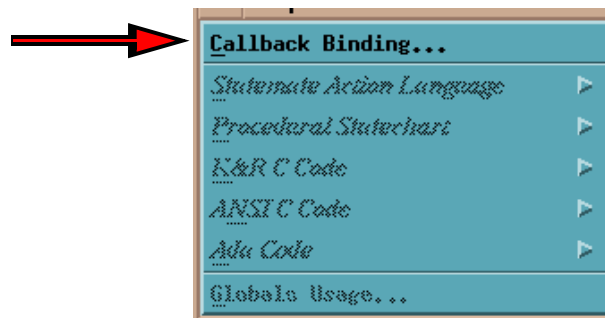 Callback Binding...
Statemate Action Language
Procedural Statechart
K&R C Code
ANSI C Code
Ada Code
Globals Usage...